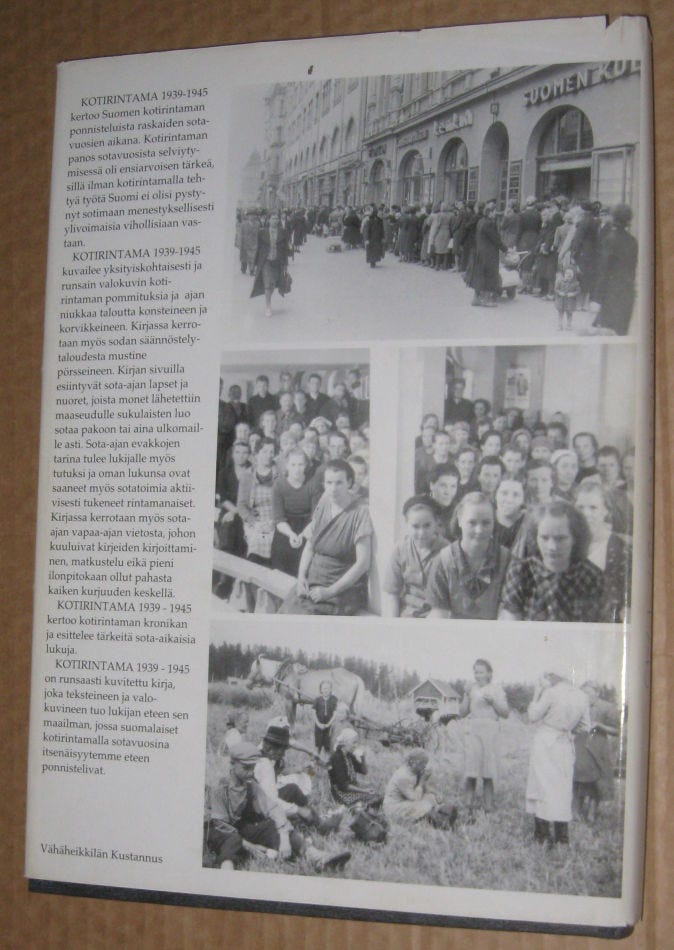 KOTIRINTAMA 1939-1945
kertoo Suomen kotirintaman
ponnisteluista raskaiden sota-
vuosien aikana. Kotirintaman
panos sotavuosista selviyty-
misessä oli ensiarvoisen tärkeä,
sillä ilman kotirintamalla teh-
tyä työtä Suomi ei olisi pysty-
nyt sotimaan menestyksellisesti
ylivoimaisia vihollisiaan vas-
taan.
KOTIRINTAMA 1939-1945
kuvailee yksityiskohtaisesti ja
runsain valokuvin koti-
rintaman pommituksia ja ajan
niukkaa taloutta konsteineen ja
korvikkeineen. Kirjassa kerro-
taan myös sodan säännöstely-
taloudesta mustine
pörsseineen. Kirjan sivuilla
esiintyvät sota-ajan lapset ja
nuoret, joista monet lähetettiin
maaseudulle sukulaisten luo
sotaa pakoon tai aina ulkomail-
le asti. Sota-ajan evakkojen
tarina tulee lukijalle myös
tutuksi ja oman lukunsa ovat
saaneet myös sotatoimia aktii-
visesti tukeneet rintamanaiset.
Kirjassa kerrotaan myös sota-
ajan vapaa-ajan vietosta, johon
kuuluivat kirjeiden kirjoittami-
nen, matkustelu eikä pieni
ilonpitokaan ollut pahasta
kaiken kurjuuden keskellä.
KOTIRINTAMA 1939 - 1945
kertoo kotirintaman kronikan
ja esittelee tärkeitä sota-aikaisia
lukuja.
KOTIRINTAMA 1939 - 1945
on runsaasti kuvitettu kirja,
joka teksteineen ja valo-
kuvineen tuo lukijan eteen sen
maailman, jossa suomalaiset
kotirintamalla sotavuosina
itsenäisyytemme eteen
ponnistelivat.
Vähäheikkilän Kustannus
SUOMEN